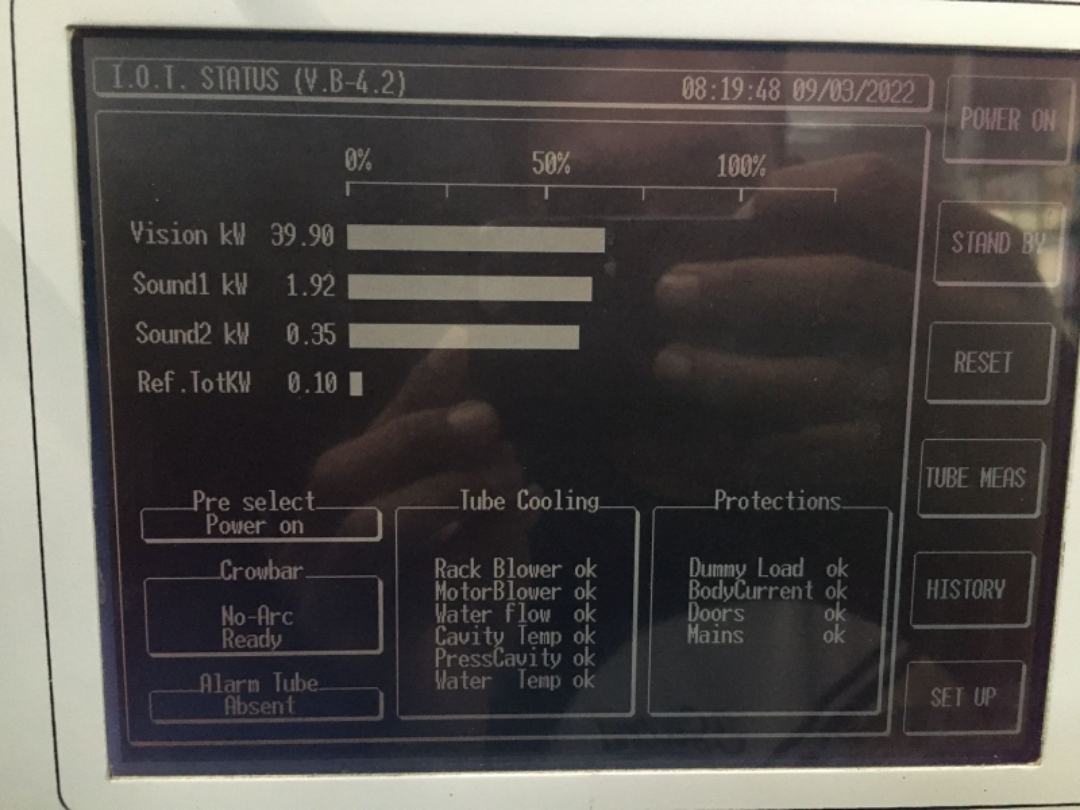 I.O.T. STATUS (V.B-4.2) 08:19:48 09/03/2022
POWER ON
0% 50% 100%
Vision kW 39.90
STAND BY
Sound1 kW 1.92
Sound2 kW 0.35
RESET
Ref.TotKW 0.10
TUBE MEAS
Pre select
Power on
Crowbar
No-Arc
Ready
Alarm Tube
Absent
Tube Cooling
Rack Blower ok
MotorBlower ok
Water flow ok
Cavity Temp ok
PressCavity ok
Water Temp ok
Protections
Dummy Load ok
BodyCurrent ok
Doors ok
Mains ok
HISTORY
SET UP